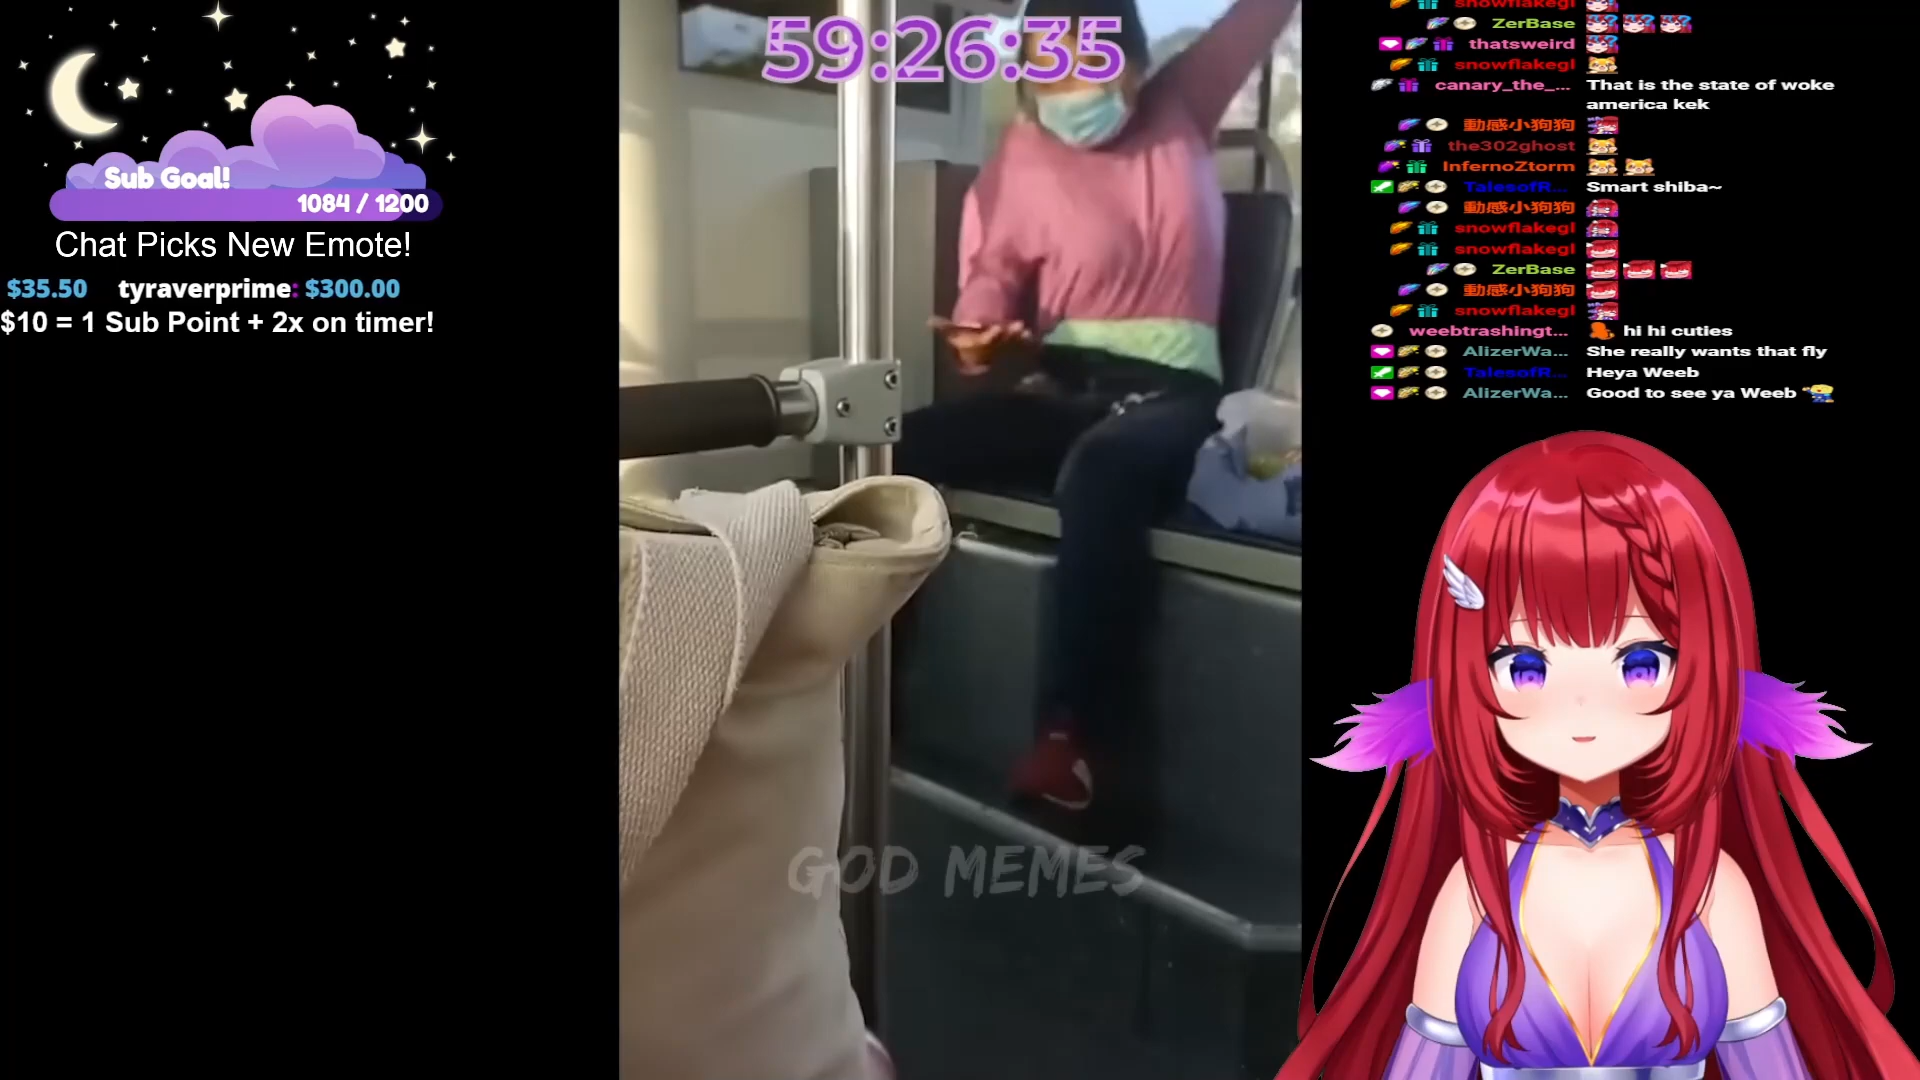 59:26:35
Sub Goal!
1084 / 1200
Chat Picks New Emote!
$35.50 tyraverprime: $300.00
$10 = 1 Sub Point + 2x on timer!
GOD MEMES
snowflakegl
ZerBase
thatsweird
snowflakegl
canary_the_... That is the state of woke
america kek
動感小狗狗
the302ghost
InfernoZtorm
TalesofR... Smart shiba~
動感小狗狗
snowflakegl
snowflakegl
ZerBase
動感小狗狗
snowflakegl
weebtrashingt... hi hi cuties
AlizerWa... She really wants that fly
TalesofR... Heya Weeb
AlizerWa... Good to see ya Weeb